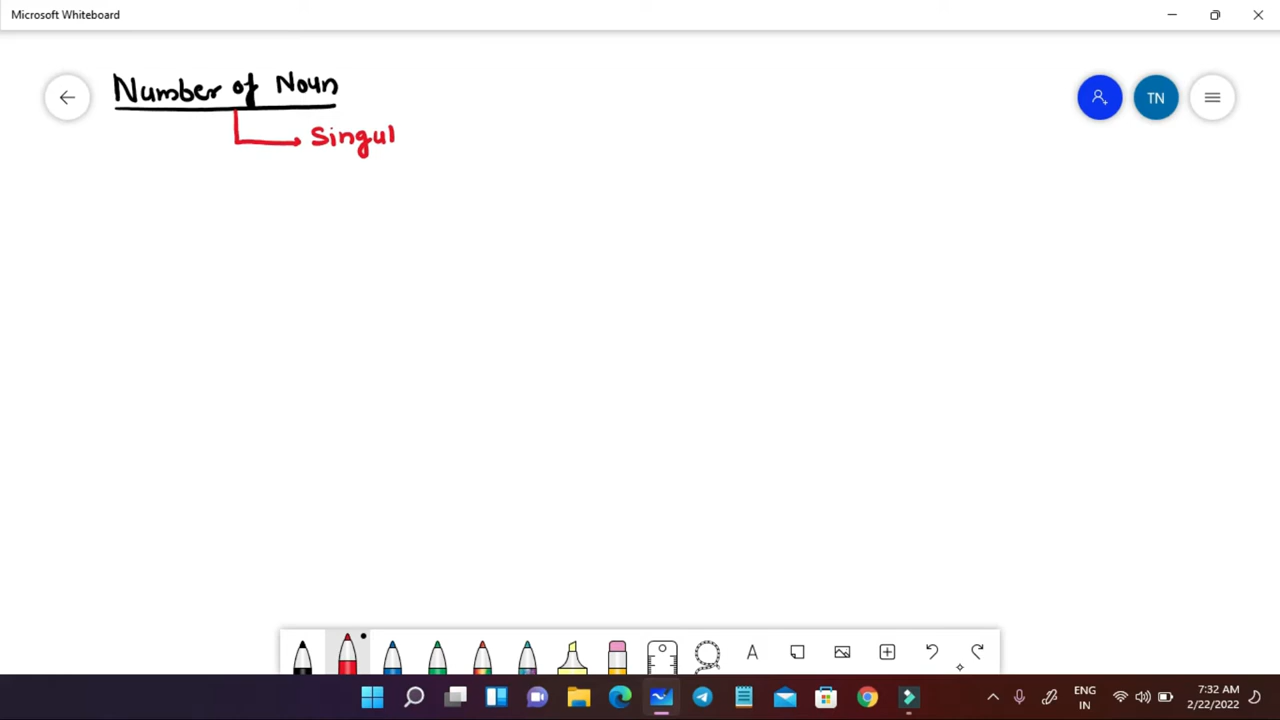 Microsoft Whiteboard
Number of Noun
Singul
TN
A
ENG
IN
7:32 AM
2/22/2022